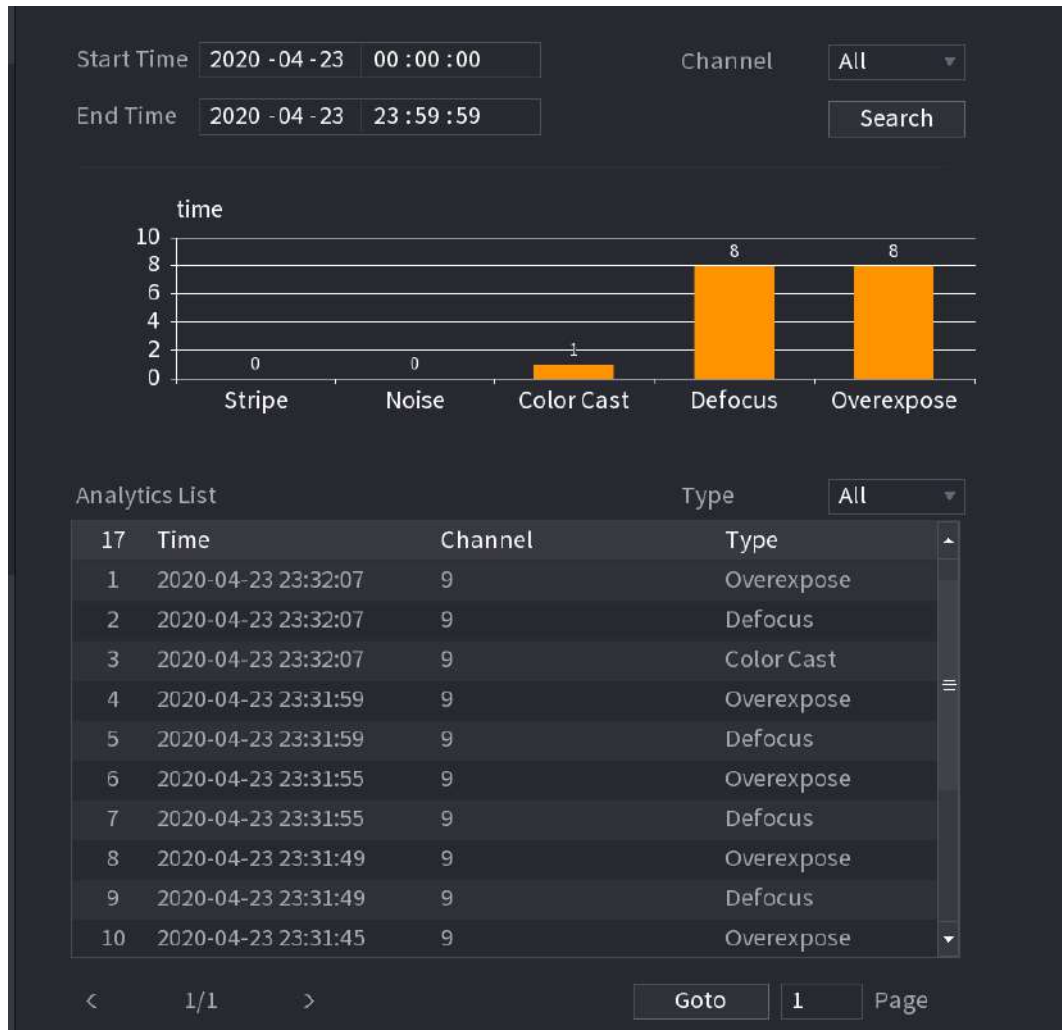 Start Time 2020 -04 -23 00 :00 :00 Channel All
End Time 2020 -04 -23 23 :59 :59 Search
time
10
8
6
4
2
0
0 0 1 8 8
Stripe Noise Color Cast Defocus Overexpose
Analytics List Type All
17 Time Channel Type
1 2020-04-23 23:32:07 9 Overexpose
2 2020-04-23 23:32:07 9 Defocus
3 2020-04-23 23:32:07 9 Color Cast
4 2020-04-23 23:31:59 9 Overexpose
5 2020-04-23 23:31:59 9 Defocus
6 2020-04-23 23:31:55 9 Overexpose
7 2020-04-23 23:31:55 9 Defocus
8 2020-04-23 23:31:49 9 Overexpose
9 2020-04-23 23:31:49 9 Defocus
10 2020-04-23 23:31:45 9 Overexpose
< 1/1 > Goto 1 Page